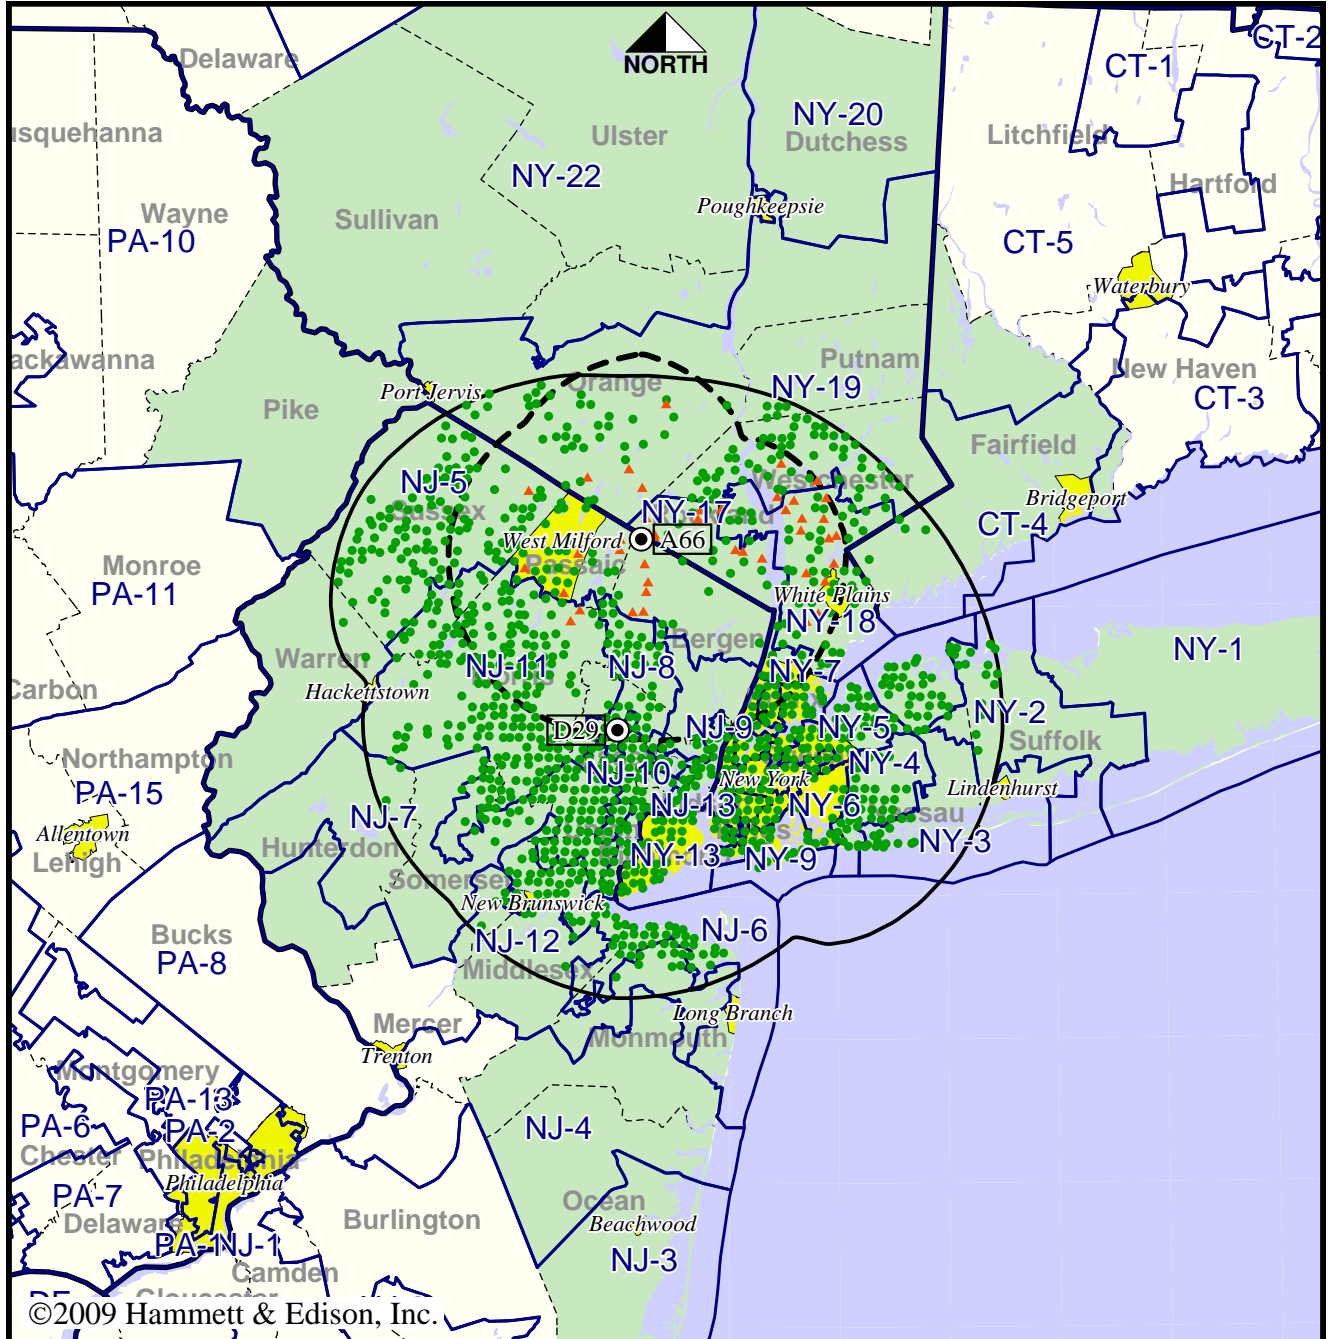 NORTH
Delaware
CT-2
CT-1
NY-20
Dutchess
Ulster
Litchfield
usquehanna
NY-22
Hartford
Poughkeepsie
Sullivan
Wayne
PA-10
CT-5
Waterbury
ackawanna
Putnam
New Haven
Orange
NY-19
Port Jervis
CT-3
Pike
Fairfield
NJ-5
Westchester
Sussex
Bridgeport
NY-17
CT-4
West Milford
A66
Passaic
Monroe
PA-11
White Plains
NY-18
Bergen
Warren
NY-1
NJ-11
NJ-8
NY-7
Hackettstown
Carbon
NY-2
D29
NJ-9
NY-5
Suffolk
Northampton
NY-4
NJ-10
New York
PA-15
Lindenhurst
NJ-13
NY-6
NJ-7
Allentown
Lehigh
NY-3
Hunterdon
NY-13
NY-9
Somerset
New Brunswick
NJ-6
Bucks
NJ-12
PA-8
Middlesex
Long Branch
Mercer
Monmouth
Trenton
Montgomery
PA-13
PA-6
PA-2
NJ-4
Chester
Philadelphia
Philadelphia
PA-7
Ocean
Delaware
Burlington
Beachwood
PA-1
NJ-1
NJ-3
Camden
Gloucester
©2009 Hammett & Edison, Inc.